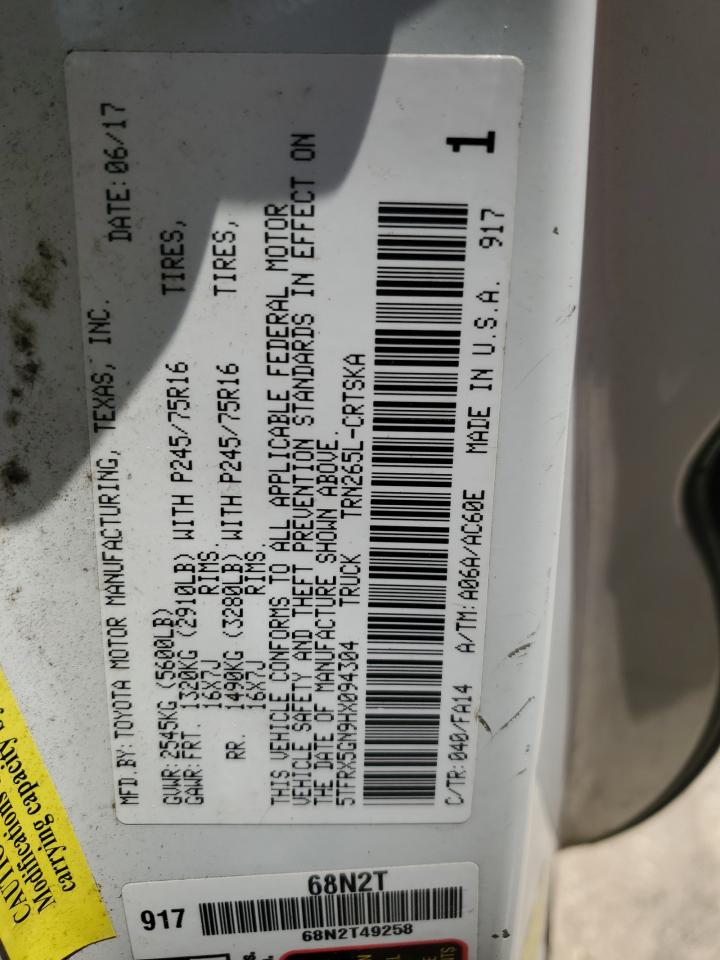 MFD.BY: TOYOTA MOTOR MANUFACTURING, TEXAS, INC. DATE: 06/17
GVWR: 2545KG (5600LB)
GAWR: FRT. 1320KG (2910LB) WITH P245/75R16 TIRES,
16X7J RIMS.
RR. 1490KG (3280LB) WITH P245/75R16 TIRES,
16X7J RIMS.
THIS VEHICLE CONFORMS TO ALL APPLICABLE FEDERAL MOTOR
VEHICLE SAFETY AND THEFT PREVENTION STANDARDS IN EFFECT ON
THE DATE OF MANUFACTURE SHOWN ABOVE.
5TFRX5GN9HX094304 TRUCK TRN265L-CRTSKA
1
C/TR: 040/FA14 A/TM: A06A/AC60E MADE IN U.S.A. 917
CAUTIO
Modifications
carrying capacity
68N2T
917
68N2T49258